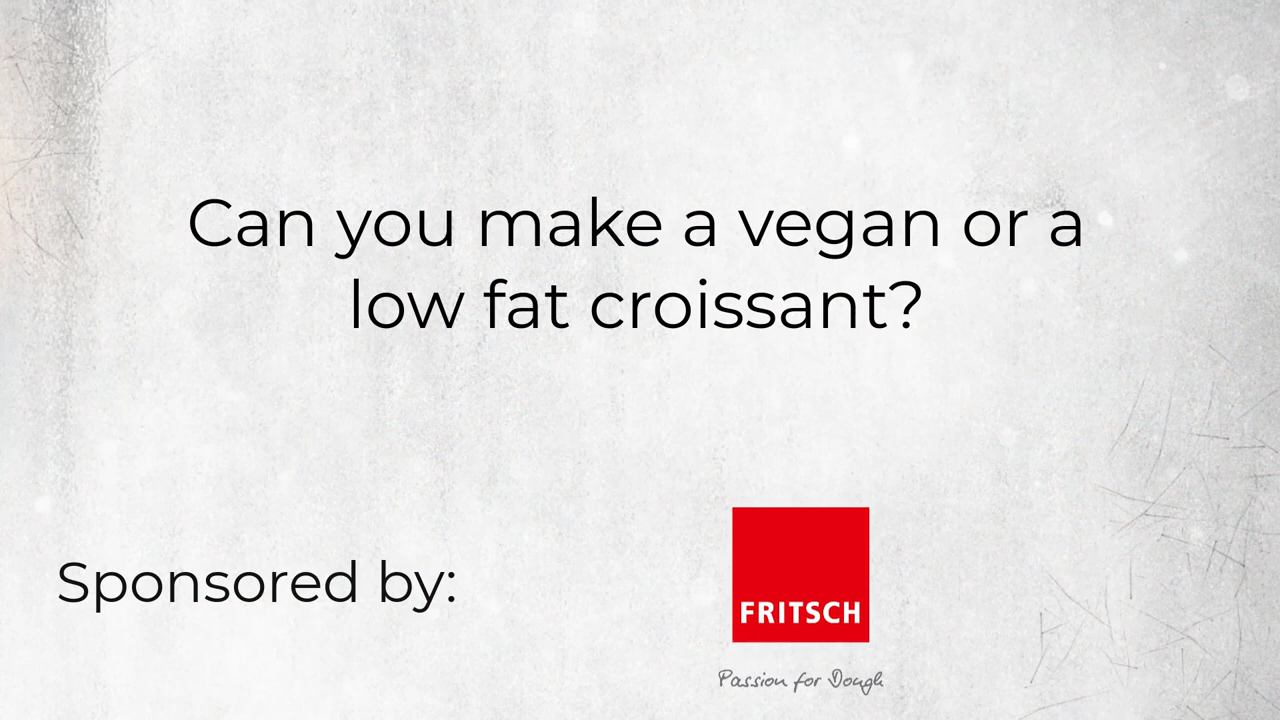 Can you make a vegan or a
low fat croissant?
Sponsored by:
FRITSCH
Passion for Dough